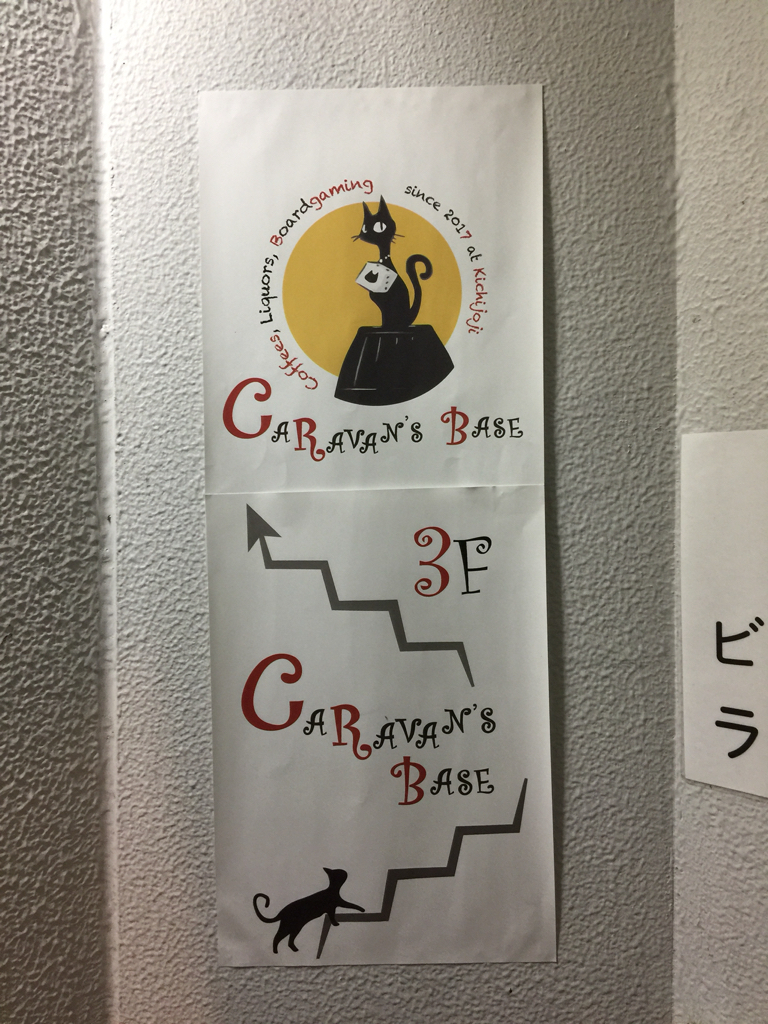 Coffees, Liquors, Boardgaming
since 2017 at Kichijoji
CARAVAN'S BASE
3F
CARAVAN'S
BASE
ビラ